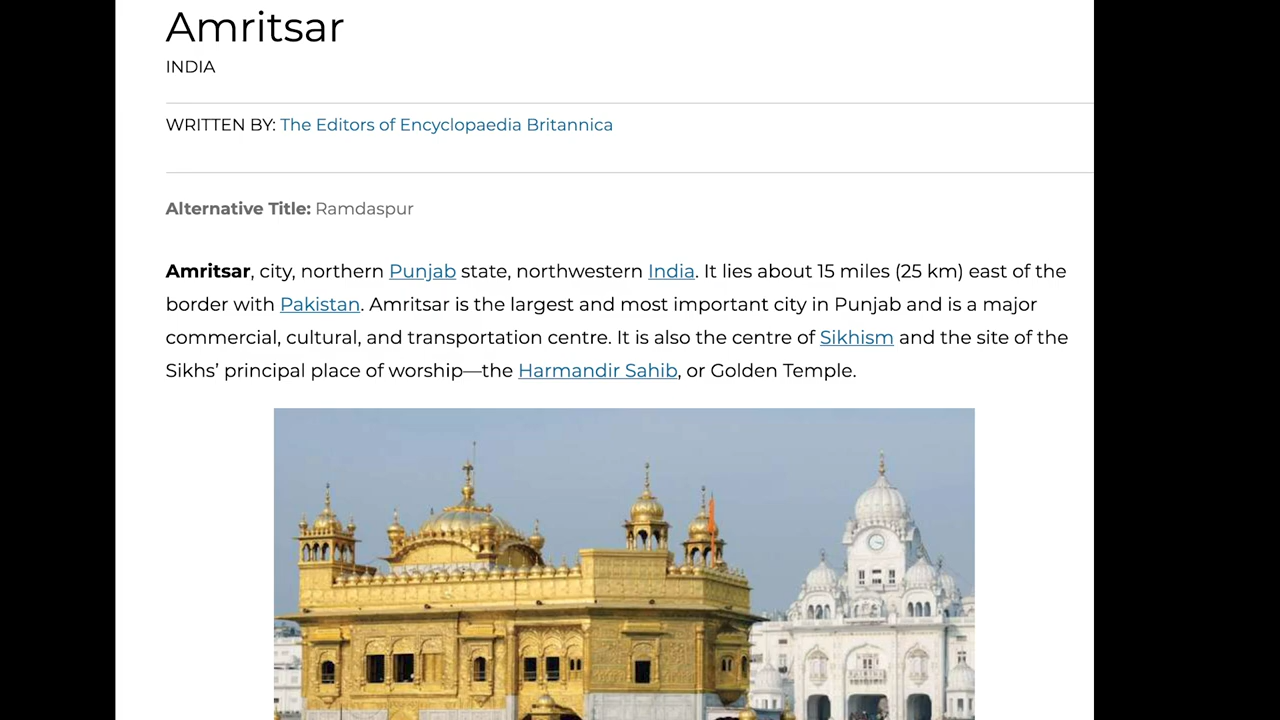 Amritsar
INDIA
WRITTEN BY: The Editors of Encyclopaedia Britannica
Alternative Title: Ramdaspur
Amritsar, city, northern Punjab state, northwestern India. It lies about 15 miles (25 km) east of the
border with Pakistan. Amritsar is the largest and most important city in Punjab and is a major
commercial, cultural, and transportation centre. It is also the centre of Sikhism and the site of the
Sikhs’ principal place of worship—the Harmandir Sahib, or Golden Temple.